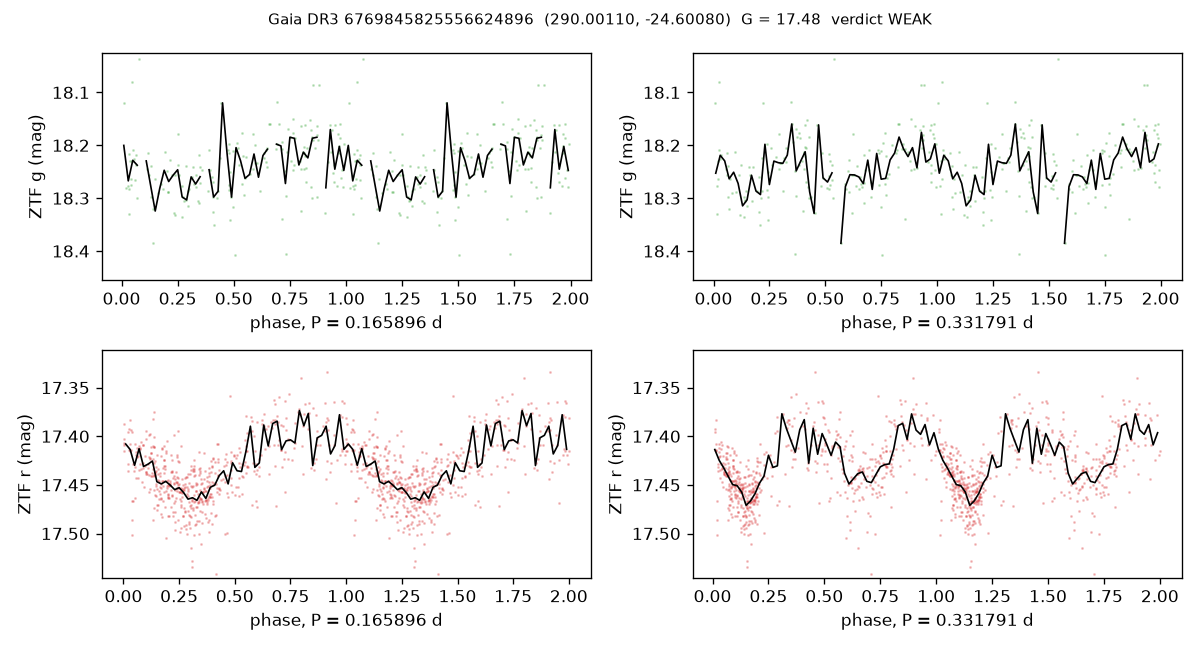 Gaia DR3 6769845825556624896 (290.00110, -24.60080) G = 17.48 verdict WEAK
ZTF g (mag)
18.1
18.2
18.3
18.4
0.00 0.25 0.50 0.75 1.00 1.25 1.50 1.75 2.00
phase, P = 0.165896 d
ZTF g (mag)
18.1
18.2
18.3
18.4
0.00 0.25 0.50 0.75 1.00 1.25 1.50 1.75 2.00
phase, P = 0.331791 d
ZTF r (mag)
17.35
17.40
17.45
17.50
0.00 0.25 0.50 0.75 1.00 1.25 1.50 1.75 2.00
phase, P = 0.165896 d
ZTF r (mag)
17.35
17.40
17.45
17.50
0.00 0.25 0.50 0.75 1.00 1.25 1.50 1.75 2.00
phase, P = 0.331791 d